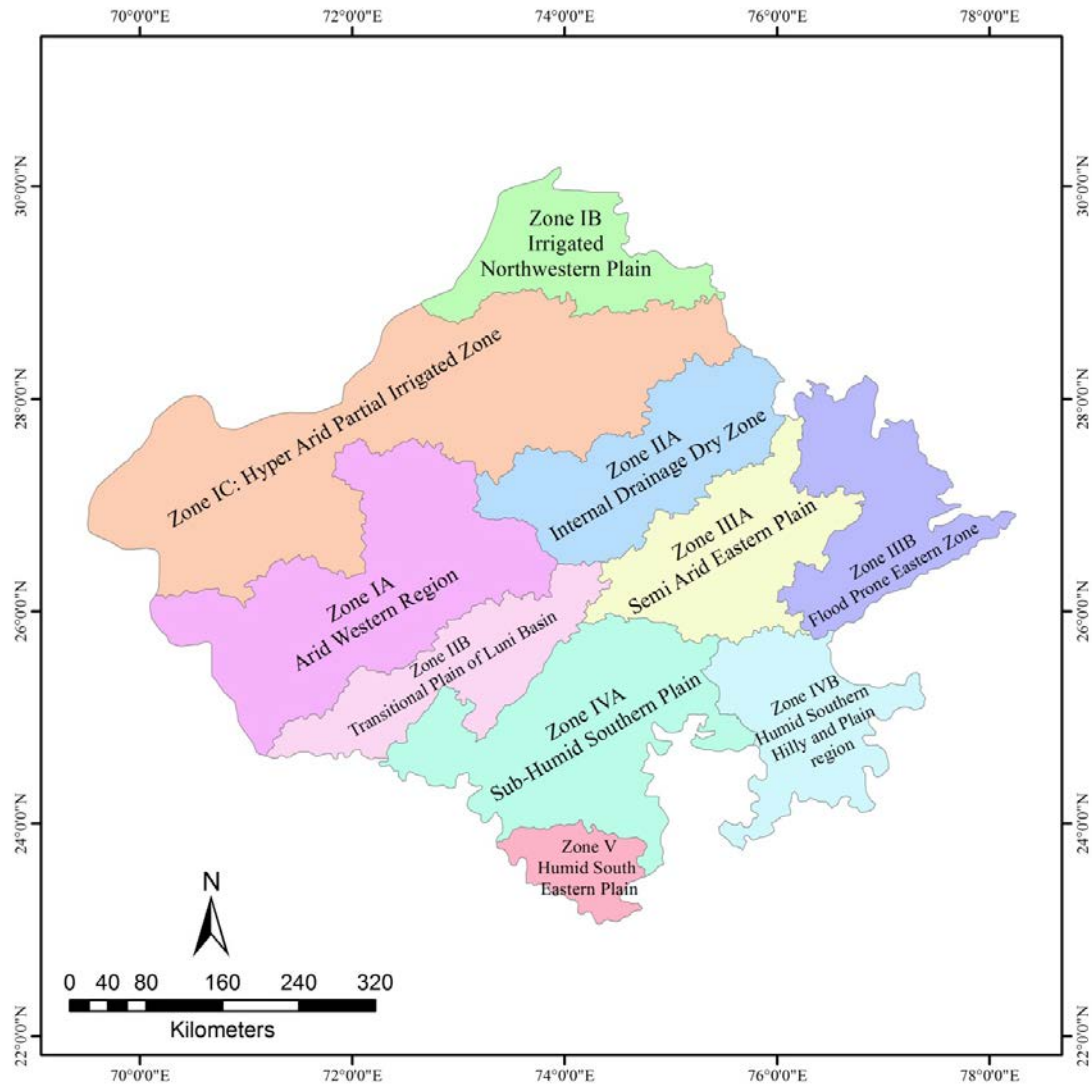 70°0'0"E 72°0'0"E 74°0'0"E 76°0'0"E 78°0'0"E
30°0'0"N
30°0'0"N
28°0'0"N
28°0'0"N
26°0'0"N
26°0'0"N
24°0'0"N
24°0'0"N
22°0'0"N
22°0'0"N
Zone IB
Irrigated
Northwestern Plain
Zone IC: Hyper Arid Partial Irrigated Zone
Zone IIA
Internal Drainage Dry Zone
Zone IIIA
Semi Arid Eastern Plain
Zone IIIB
Flood Prone Eastern Zone
Zone IA
Arid Western Region
Zone IIB
Transitional Plain of Luni Basin
Zone IVA
Sub-Humid Southern Plain
Zone IVB
Humid Southern
Hilly and Plain
region
Zone V
Humid South
Eastern Plain
N
0 40 80 160 240 320
Kilometers
70°0'0"E 72°0'0"E 74°0'0"E 76°0'0"E 78°0'0"E